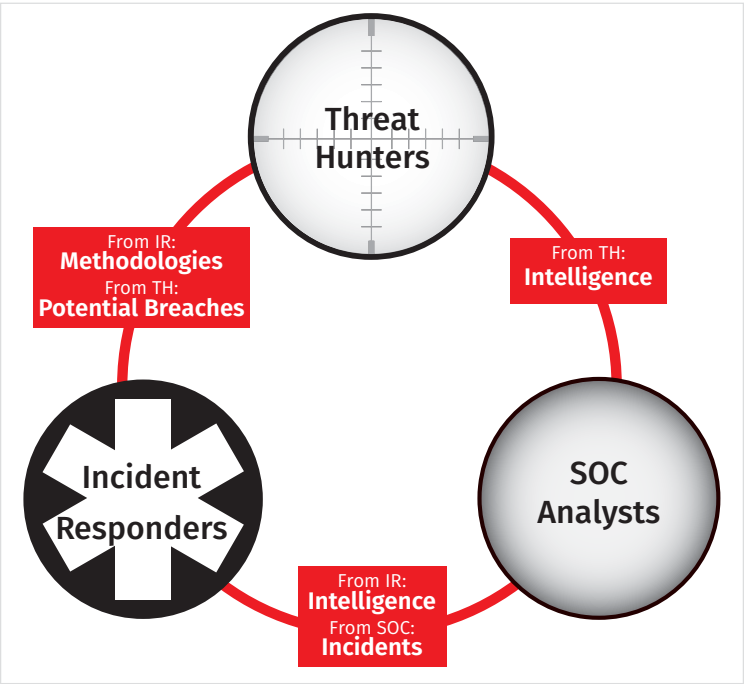 Threat
Hunters
From IR:
Methodologies
From TH:
Potential Breaches
From TH:
Intelligence
Incident
Responders
SOC
Analysts
From IR:
Intelligence
From SOC:
Incidents